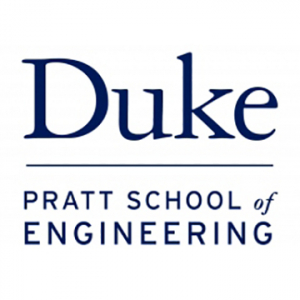 Duke
PRATT SCHOOL of
ENGINEERING